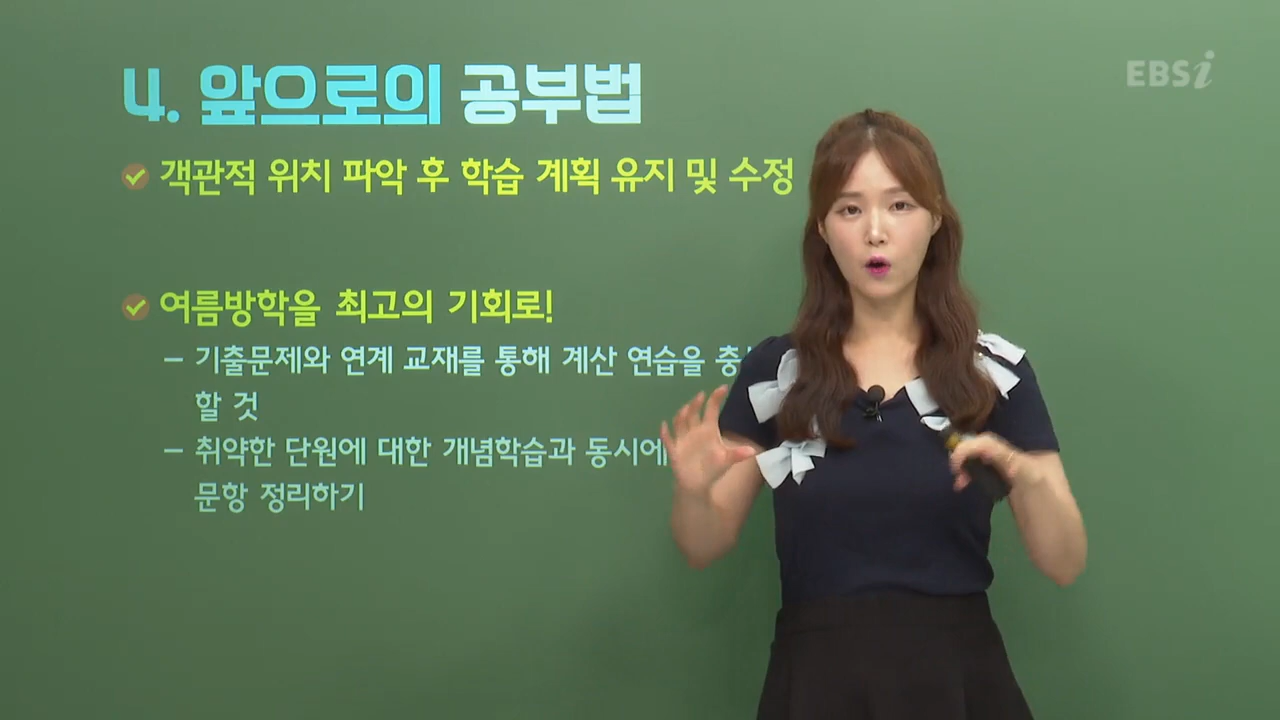 4. 앞으로의 공부법
EBSi
객관적 위치 파악 후 학습 계획 유지 및 수정
여름방학을 최고의 기회로!
– 기출문제와 연계 교재를 통해 계산 연습을
할 것
– 취약한 단원에 대한 개념학습과 동시에
문항 정리하기